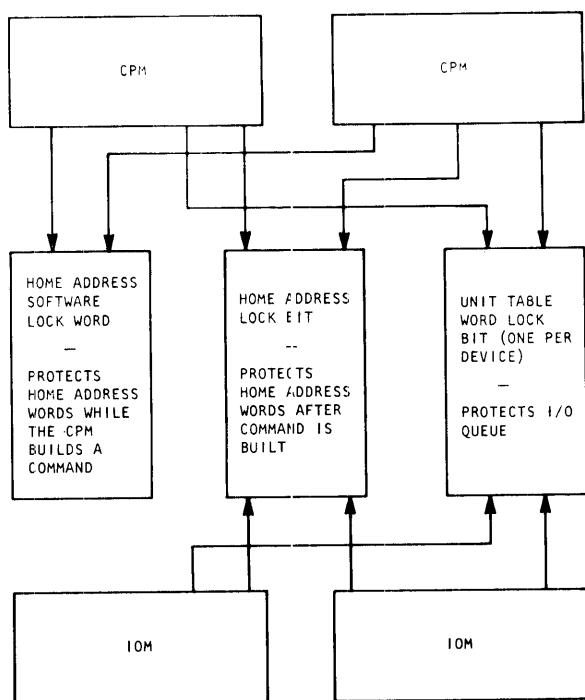 CPM
CPM
HOME ADDRESS
SOFTWARE
LOCK WORD
—
PROTECTS
HOME ADDRESS
WORDS WHILE
THE CPM
BUILDS A
COMMAND
HOME ADDRESS
LOCK BIT
--
PROTECTS
HOME ADDRESS
WORDS AFTER
COMMAND IS
BUILT
UNIT TABLE
WORD LOCK
BIT (ONE PER
DEVICE)
—
PROTECTS I/O
QUEUE
IOM
IOM